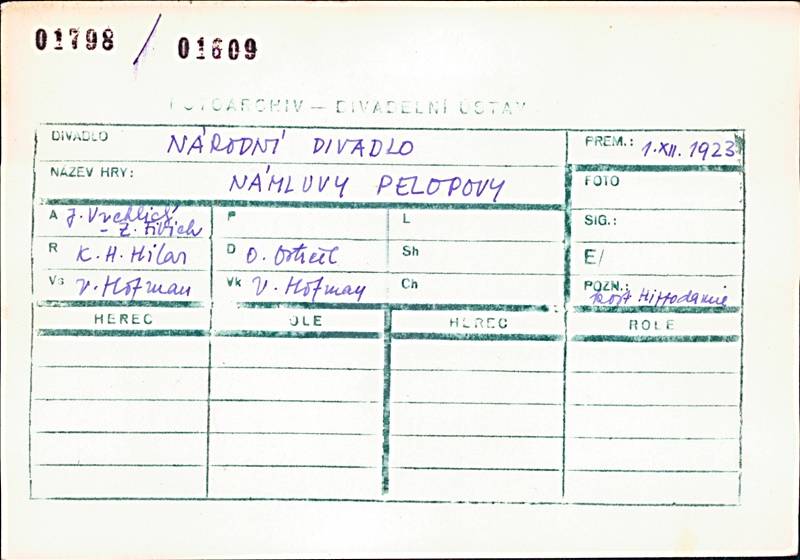 01798 / 01609
FOTOARCHIV — DIVADELNÍ ÚSTAV
DIVADLO NÁRODNÍ DIVADLO PREM.: 1.XII. 1923
NÁZEV HRY: NÁMLUVY PELOPOVY FOTO
A J. Vrchlický P L SIG.:
- Z. Fibich
R K. H. Hilar D O. Ostrčil Sh E/
Vs V. Hofman Vk V. Hofman Ch POZN.:
Hippodamie
HEREC OLE HEREC ROLE